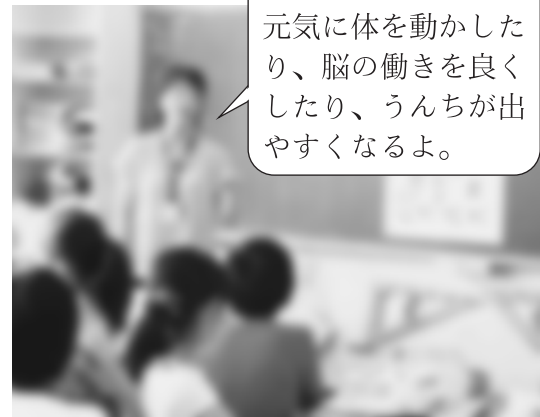 元気に体を動かした
り、脳の働きを良く
したり、うんちが出
やすくなるよ。